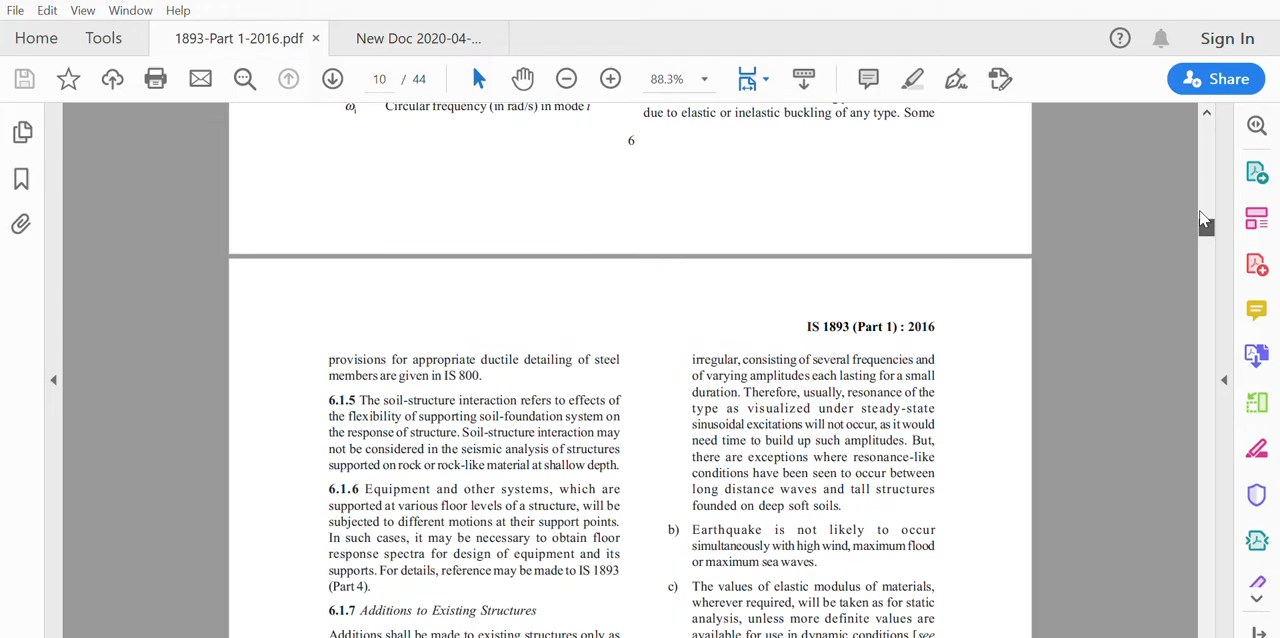 File Edit View Window Help
Home Tools 1893-Part 1-2016.pdf × New Doc 2020-04-... Sign In
10 / 44 88.3% Share
ωi Circular frequency (in rad/s) in mode i
due to elastic or inelastic buckling of any type. Some
6
IS 1893 (Part 1) : 2016
provisions for appropriate ductile detailing of steel
members are given in IS 800.
6.1.5 The soil-structure interaction refers to effects of
the flexibility of supporting soil-foundation system on
the response of structure. Soil-structure interaction may
not be considered in the seismic analysis of structures
supported on rock or rock-like material at shallow depth.
6.1.6 Equipment and other systems, which are
supported at various floor levels of a structure, will be
subjected to different motions at their support points.
In such cases, it may be necessary to obtain floor
response spectra for design of equipment and its
supports. For details, reference may be made to IS 1893
(Part 4).
6.1.7 Additions to Existing Structures
Additions shall be made to existing structures only as
irregular, consisting of several frequencies and
of varying amplitudes each lasting for a small
duration. Therefore, usually, resonance of the
type as visualized under steady-state
sinusoidal excitations will not occur, as it would
need time to build up such amplitudes. But,
there are exceptions where resonance-like
conditions have been seen to occur between
long distance waves and tall structures
founded on deep soft soils.
b) Earthquake is not likely to occur
simultaneously with high wind, maximum flood
or maximum sea waves.
c) The values of elastic modulus of materials,
wherever required, will be taken as for static
analysis, unless more definite values are
available for use in dynamic conditions [see